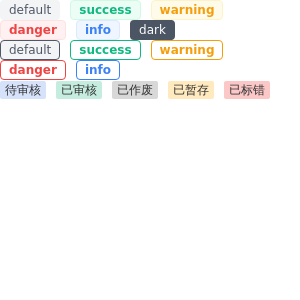 default success warning
danger info dark
default success warning
danger info
待审核 已审核 已作废 已暂存 已标错